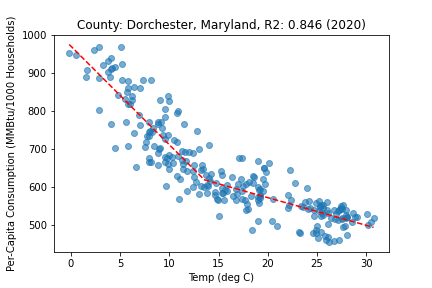 County: Dorchester, Maryland, R2: 0.846 (2020)
Per-Capita Consumption (MMBtu/1000 Households)
1000
900
800
700
600
500
0 5 10 15 20 25 30
Temp (deg C)